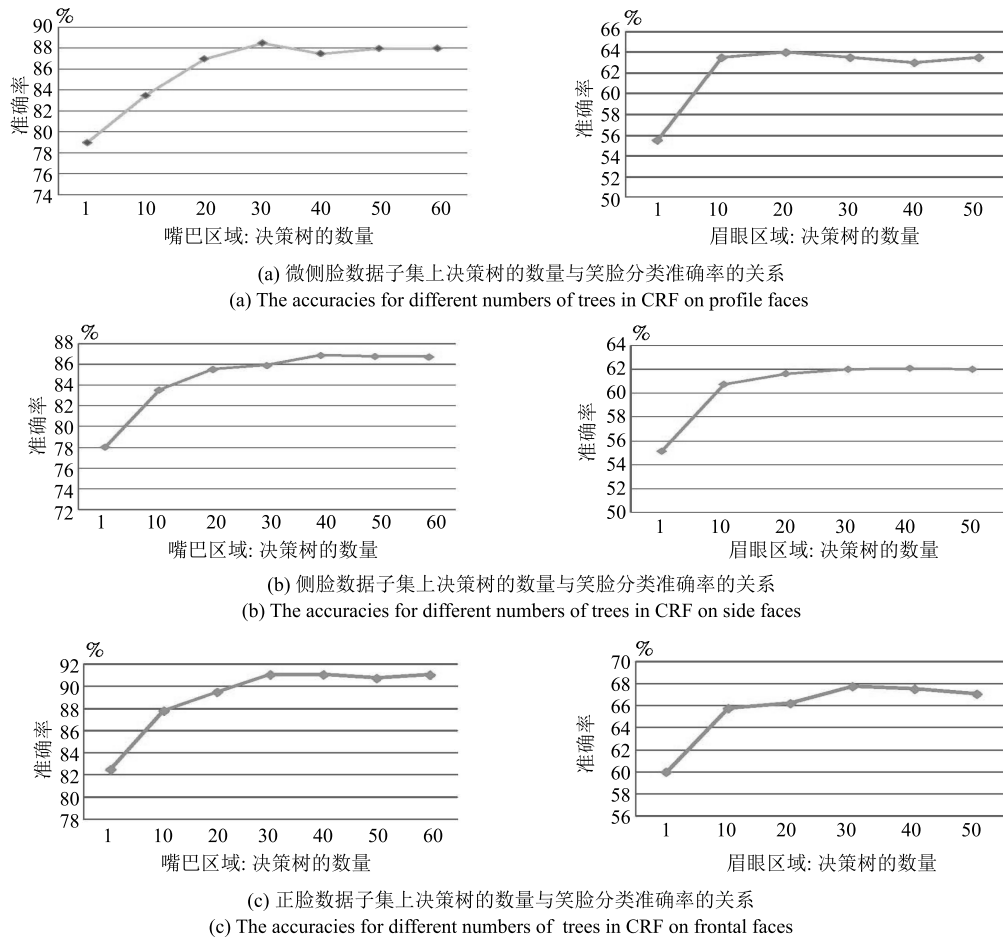 %
90
88
86
84
82
80
78
76
74
准确率
1 10 20 30 40 50 60
嘴巴区域: 决策树的数量
%
66
64
62
60
58
56
54
52
50
准确率
1 10 20 30 40 50
眉眼区域: 决策树的数量
(a) 微侧脸数据子集上决策树的数量与笑脸分类准确率的关系
(a) The accuracies for different numbers of trees in CRF on profile faces
%
88
86
84
82
80
78
76
74
72
准确率
1 10 20 30 40 50 60
嘴巴区域: 决策树的数量
%
64
62
60
58
56
54
52
50
准确率
1 10 20 30 40 50
眉眼区域: 决策树的数量
(b) 侧脸数据子集上决策树的数量与笑脸分类准确率的关系
(b) The accuracies for different numbers of trees in CRF on side faces
%
92
90
88
86
84
82
80
78
准确率
1 10 20 30 40 50 60
嘴巴区域: 决策树的数量
%
70
68
66
64
62
60
58
56
准确率
1 10 20 30 40 50
眉眼区域: 决策树的数量
(c) 正脸数据子集上决策树的数量与笑脸分类准确率的关系
(c) The accuracies for different numbers of trees in CRF on frontal faces